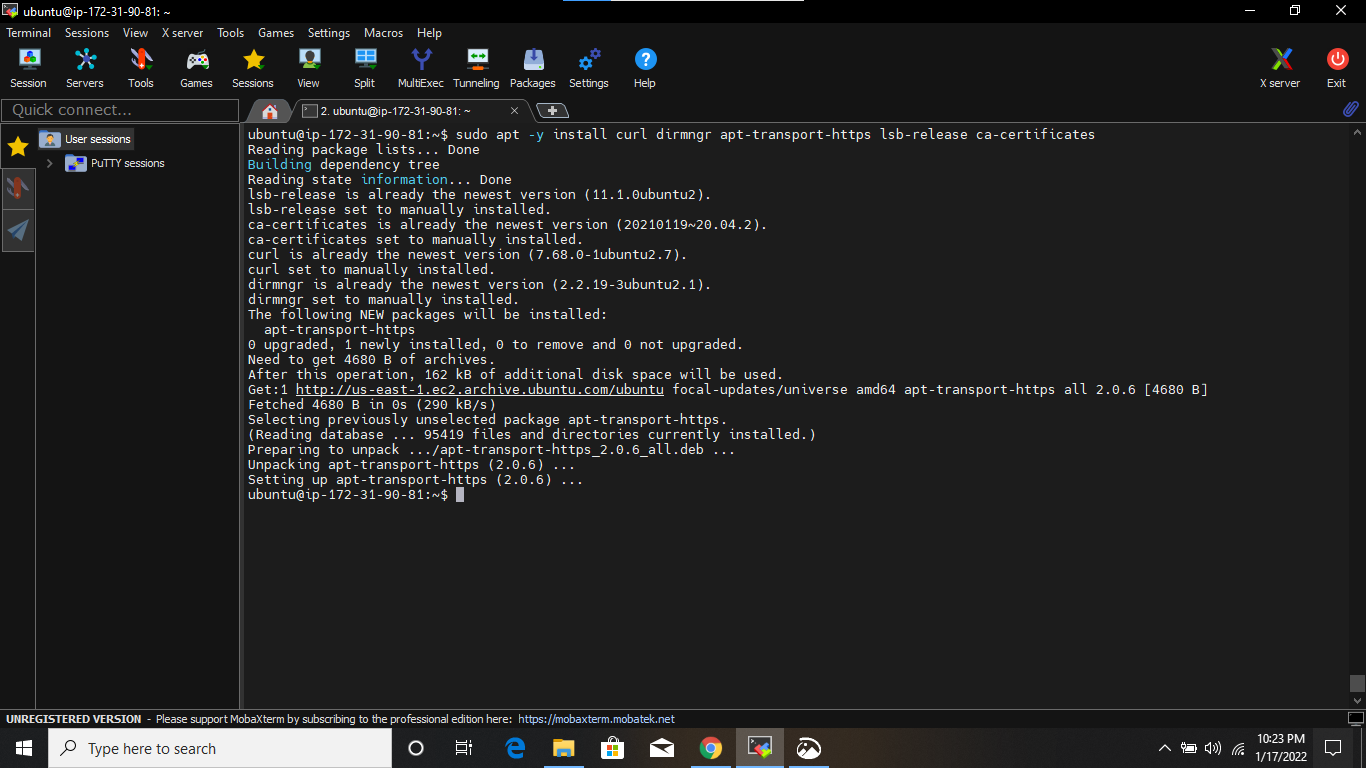 ubuntu@ip-172-31-90-81: ~
Terminal Sessions View X server Tools Games Settings Macros Help
Session Servers Tools Games Sessions View Split MultiExec Tunneling Packages Settings Help X server Exit
Quick connect...
2. ubuntu@ip-172-31-90-81: ~
User sessions
PuTTY sessions
ubuntu@ip-172-31-90-81:~$ sudo apt -y install curl dirmngr apt-transport-https lsb-release ca-certificates
Reading package lists... Done
Building dependency tree
Reading state information... Done
lsb-release is already the newest version (11.1.0ubuntu2).
lsb-release set to manually installed.
ca-certificates is already the newest version (20210119~20.04.2).
ca-certificates set to manually installed.
curl is already the newest version (7.68.0-1ubuntu2.7).
curl set to manually installed.
dirmngr is already the newest version (2.2.19-3ubuntu2.1).
dirmngr set to manually installed.
The following NEW packages will be installed:
  apt-transport-https
0 upgraded, 1 newly installed, 0 to remove and 0 not upgraded.
Need to get 4680 B of archives.
After this operation, 162 kB of additional disk space will be used.
Get:1 http://us-east-1.ec2.archive.ubuntu.com/ubuntu focal-updates/universe amd64 apt-transport-https all 2.0.6 [4680 B]
Fetched 4680 B in 0s (290 kB/s)
Selecting previously unselected package apt-transport-https.
(Reading database ... 95419 files and directories currently installed.)
Preparing to unpack .../apt-transport-https_2.0.6_all.deb ...
Unpacking apt-transport-https (2.0.6) ...
Setting up apt-transport-https (2.0.6) ...
ubuntu@ip-172-31-90-81:~$
UNREGISTERED VERSION - Please support MobaXterm by subscribing to the professional edition here: https://mobaxterm.mobatek.net
Type here to search
10:23 PM
1/17/2022